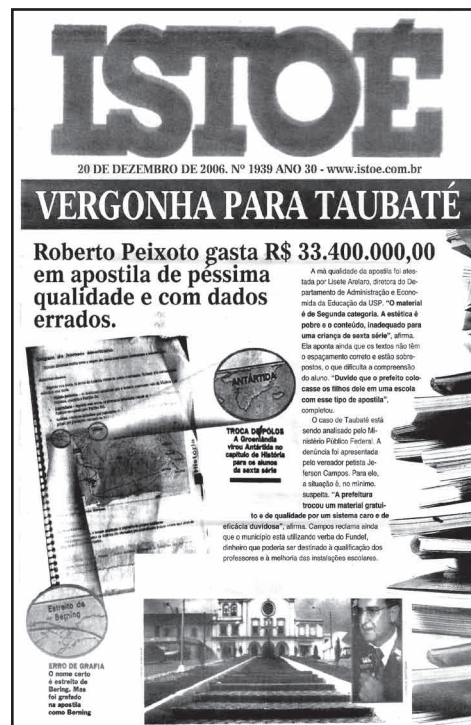 ISTOÉ
20 DE DEZEMBRO DE 2006. Nº 1939 ANO 30 - www.istoe.com.br
VERGONHA PARA TAUBATÉ
Roberto Peixoto gasta R$ 33.400.000,00
em apostila de péssima
qualidade e com dados
errados.
A má qualidade da apostila foi ates-
tada por Lisete Arelaro, diretora do De-
partamento de Administração e Econo-
mida da Educação da USP. "O material
é de Segunda categoria. A estética é
pobre e o conteúdo, inadequado para
uma criança de sexta série", afirma.
Ela aponta ainda que os textos não têm
o espaçamento correto e estão sobre-
postos, o que dificulta a compreensão
do aluno. "Duvido que o prefeito colo-
casse os filhos dele em uma escola
com esse tipo de apostila",
completou.
O caso de Taubaté está
sendo analisado pelo Mi-
nistério Público Federal. A
denúncia foi apresentada
pelo vereador petista Je-
ferson Campos. Para ele,
a situação é, no mínimo,
suspeita. "A prefeitura
trocou um material gratui-
to e de qualidade por um sistema caro e de
eficácia duvidosa", afirma. Campos reclama ainda
que o município está utilizando verba do Fundef,
dinheiro que poderia ser destinado à qualificação dos
professores e à melhoria das instalações escolares.
ANTÁRTIDA
TROCA DE PÓLOS
A Groenlândia
virou Antártida no
capítulo de História
para os alunos
da sexta série
História
Estreito de
Berning
ERRO DE GRAFIA
O nome certo
é estreito de
Bering. Mas
foi grafado
na apostila
como Berning